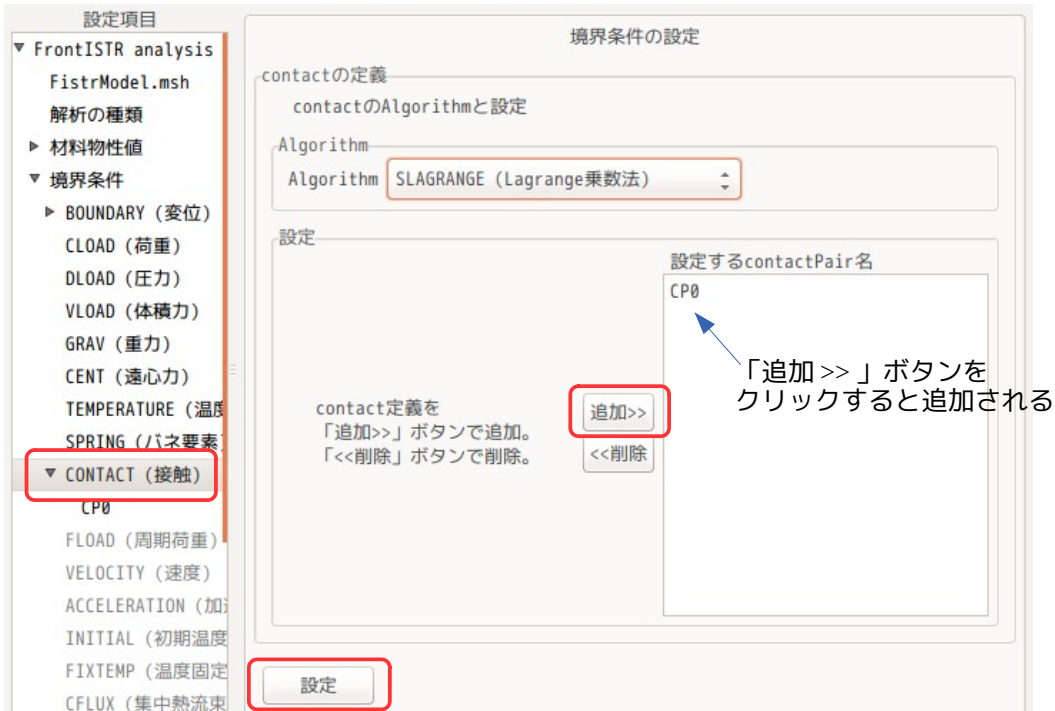 設定項目
FrontISTR analysis
FistrModel.msh
解析の種類
材料物性値
境界条件
BOUNDARY (変位)
CLOAD (荷重)
DLOAD (圧力)
VLOAD (体積力)
GRAV (重力)
CENT (遠心力)
TEMPERATURE (温度
SPRING (バネ要素)
CONTACT (接触)
CP0
FLOAD (周期荷重)
VELOCITY (速度)
ACCELERATION (加
INITIAL (初期温度
FIXTEMP (温度固定
CFLUX (集中熱流束
境界条件の設定
contactの定義
contactのAlgorithmと設定
Algorithm
Algorithm SLAGRANGE (Lagrange乗数法)
設定
設定するcontactPair名
CP0
「追加 >> 」ボタンを
クリックすると追加される
contact定義を
「追加>>」ボタンで追加。
「<<削除」ボタンで削除。
追加>>
<<削除
設定